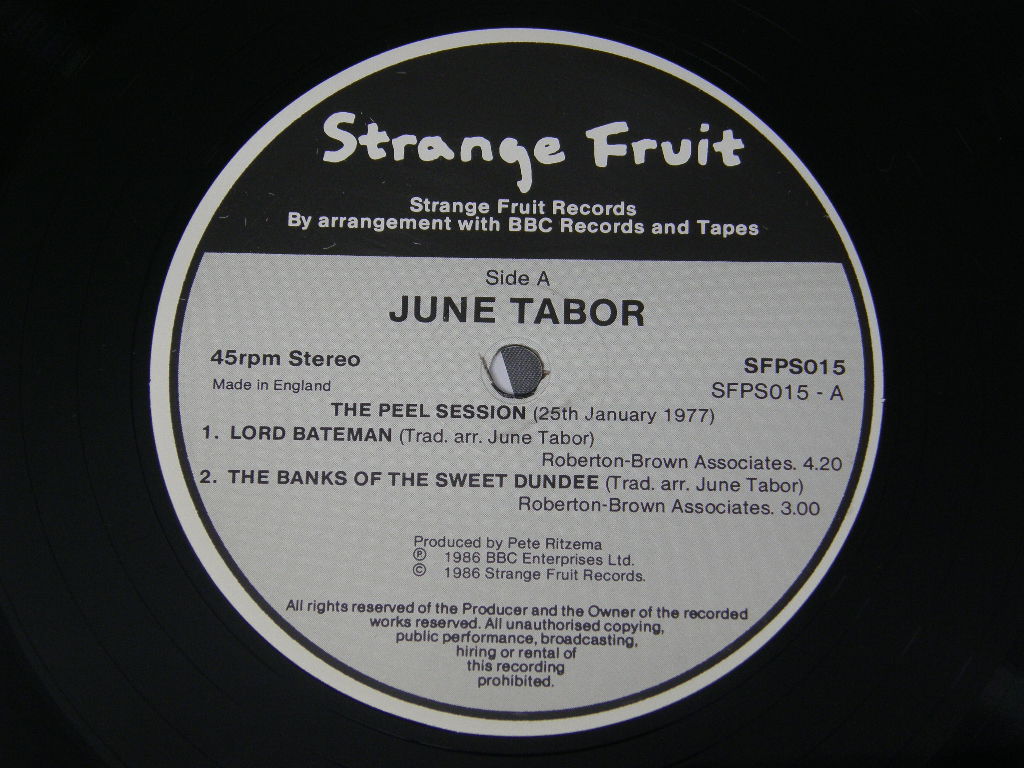 Strange Fruit
Strange Fruit Records
By arrangement with BBC Records and Tapes
Side A
JUNE TABOR
45rpm Stereo
SFPS015
Made in England
SFPS015 - A
THE PEEL SESSION (25th January 1977)
1. LORD BATEMAN (Trad. arr. June Tabor)
Roberton-Brown Associates. 4.20
2. THE BANKS OF THE SWEET DUNDEE (Trad. arr. June Tabor)
Roberton-Brown Associates. 3.00
Produced by Pete Ritzema
℗ 1986 BBC Enterprises Ltd.
© 1986 Strange Fruit Records.
All rights reserved of the Producer and the Owner of the recorded
works reserved. All unauthorised copying,
public performance, broadcasting,
hiring or rental of
this recording
prohibited.